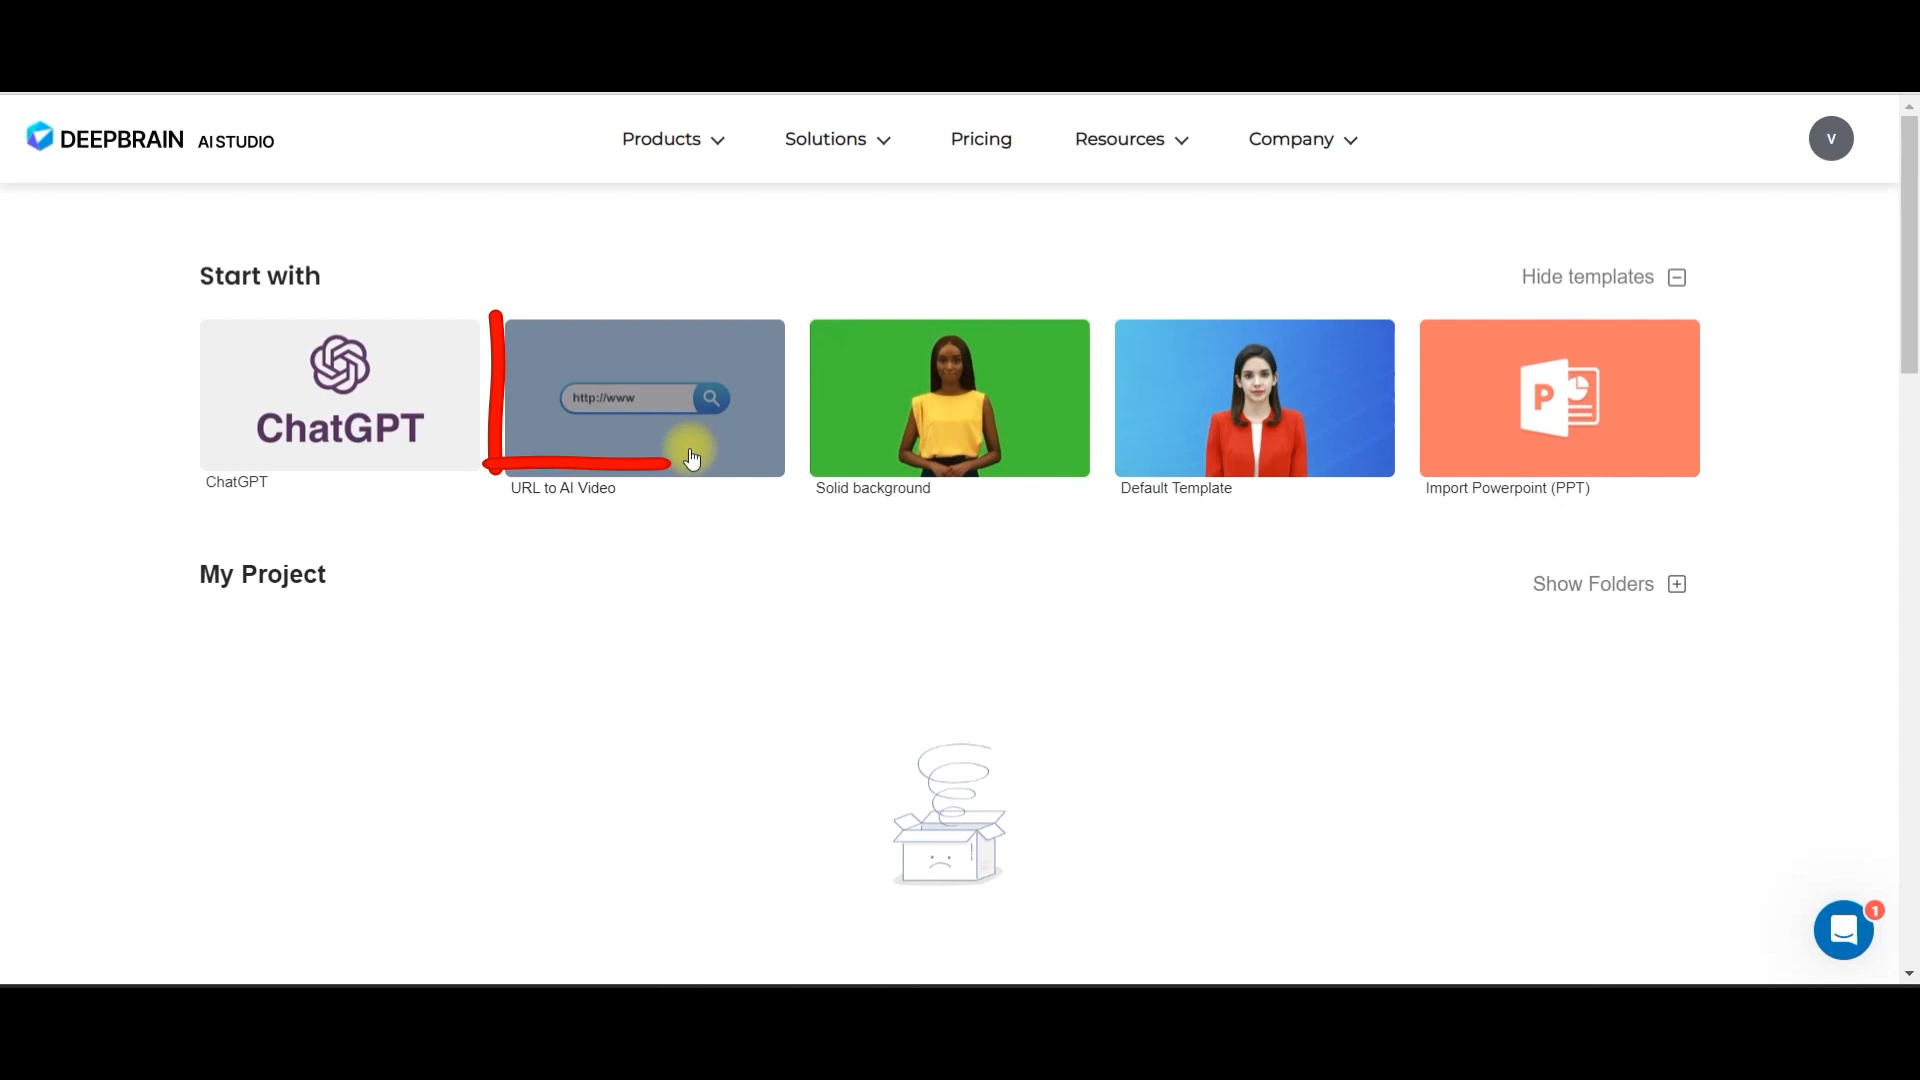 DEEPBRAIN AI STUDIO
Products
Solutions
Pricing
Resources
Company
V
Start with
Hide templates
ChatGPT
http://www
P
ChatGPT
URL to AI Video
Solid background
Default Template
Import Powerpoint (PPT)
My Project
Show Folders
1